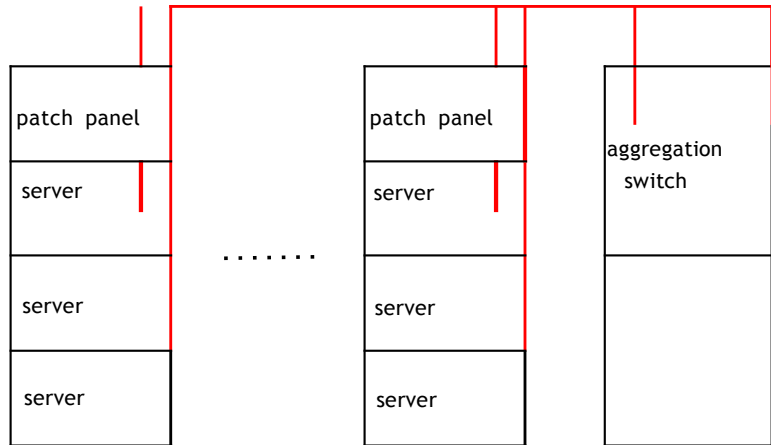 patch panel
server
server
server
.......
patch panel
server
server
server
aggregation
switch